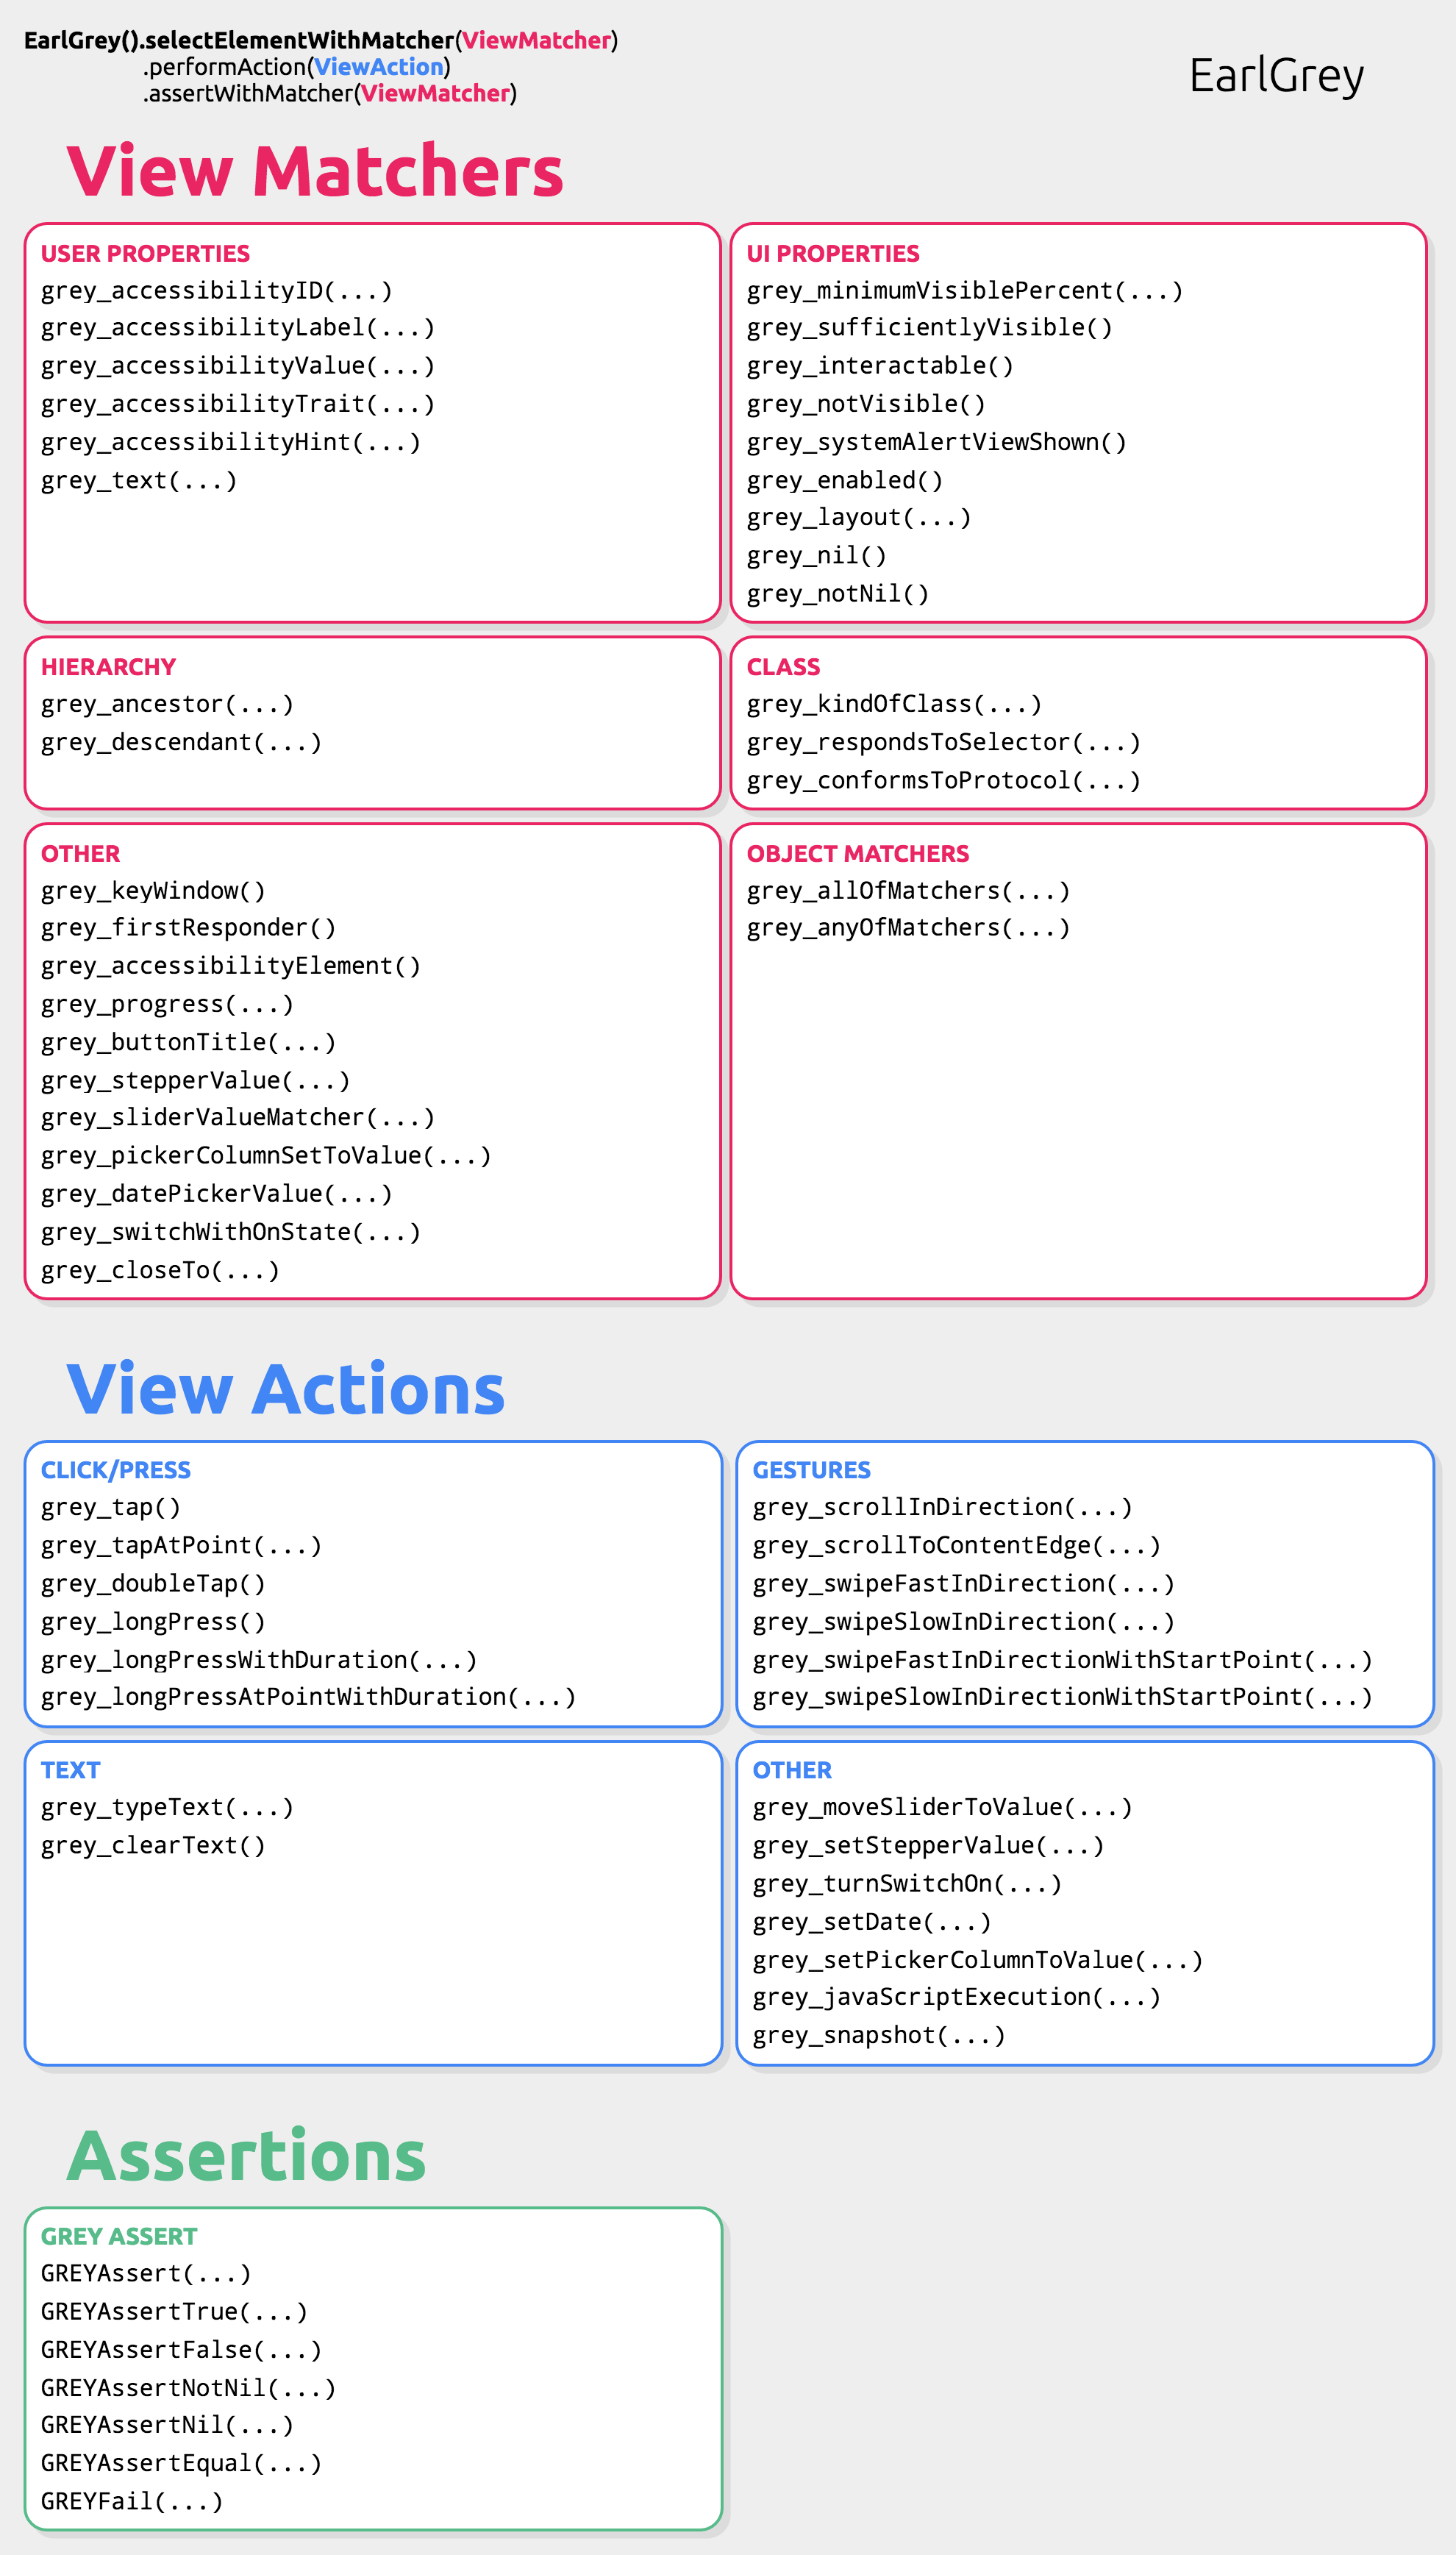 EarlGrey().selectElementWithMatcher(ViewMatcher)
.performAction(ViewAction)
.assertWithMatcher(ViewMatcher)
EarlGrey
View Matchers
USER PROPERTIES
grey_accessibilityID(...)
grey_accessibilityLabel(...)
grey_accessibilityValue(...)
grey_accessibilityTrait(...)
grey_accessibilityHint(...)
grey_text(...)
UI PROPERTIES
grey_minimumVisiblePercent(...)
grey_sufficientlyVisible()
grey_interactable()
grey_notVisible()
grey_systemAlertViewShown()
grey_enabled()
grey_layout(...)
grey_nil()
grey_notNil()
HIERARCHY
grey_ancestor(...)
grey_descendant(...)
CLASS
grey_kindOfClass(...)
grey_respondsToSelector(...)
grey_conformsToProtocol(...)
OTHER
grey_keyWindow()
grey_firstResponder()
grey_accessibilityElement()
grey_progress(...)
grey_buttonTitle(...)
grey_stepperValue(...)
grey_sliderValueMatcher(...)
grey_pickerColumnSetToValue(...)
grey_datePickerValue(...)
grey_switchWithOnState(...)
grey_closeTo(...)
OBJECT MATCHERS
grey_allOfMatchers(...)
grey_anyOfMatchers(...)
View Actions
CLICK/PRESS
grey_tap()
grey_tapAtPoint(...)
grey_doubleTap()
grey_longPress()
grey_longPressWithDuration(...)
grey_longPressAtPointWithDuration(...)
GESTURES
grey_scrollInDirection(...)
grey_scrollToContentEdge(...)
grey_swipeFastInDirection(...)
grey_swipeSlowInDirection(...)
grey_swipeFastInDirectionWithStartPoint(...)
grey_swipeSlowInDirectionWithStartPoint(...)
TEXT
grey_typeText(...)
grey_clearText()
OTHER
grey_moveSliderToValue(...)
grey_setStepperValue(...)
grey_turnSwitchOn(...)
grey_setDate(...)
grey_setPickerColumnToValue(...)
grey_javaScriptExecution(...)
grey_snapshot(...)
Assertions
GREY ASSERT
GREYAssert(...)
GREYAssertTrue(...)
GREYAssertFalse(...)
GREYAssertNotNil(...)
GREYAssertNil(...)
GREYAssertEqual(...)
GREYFail(...)